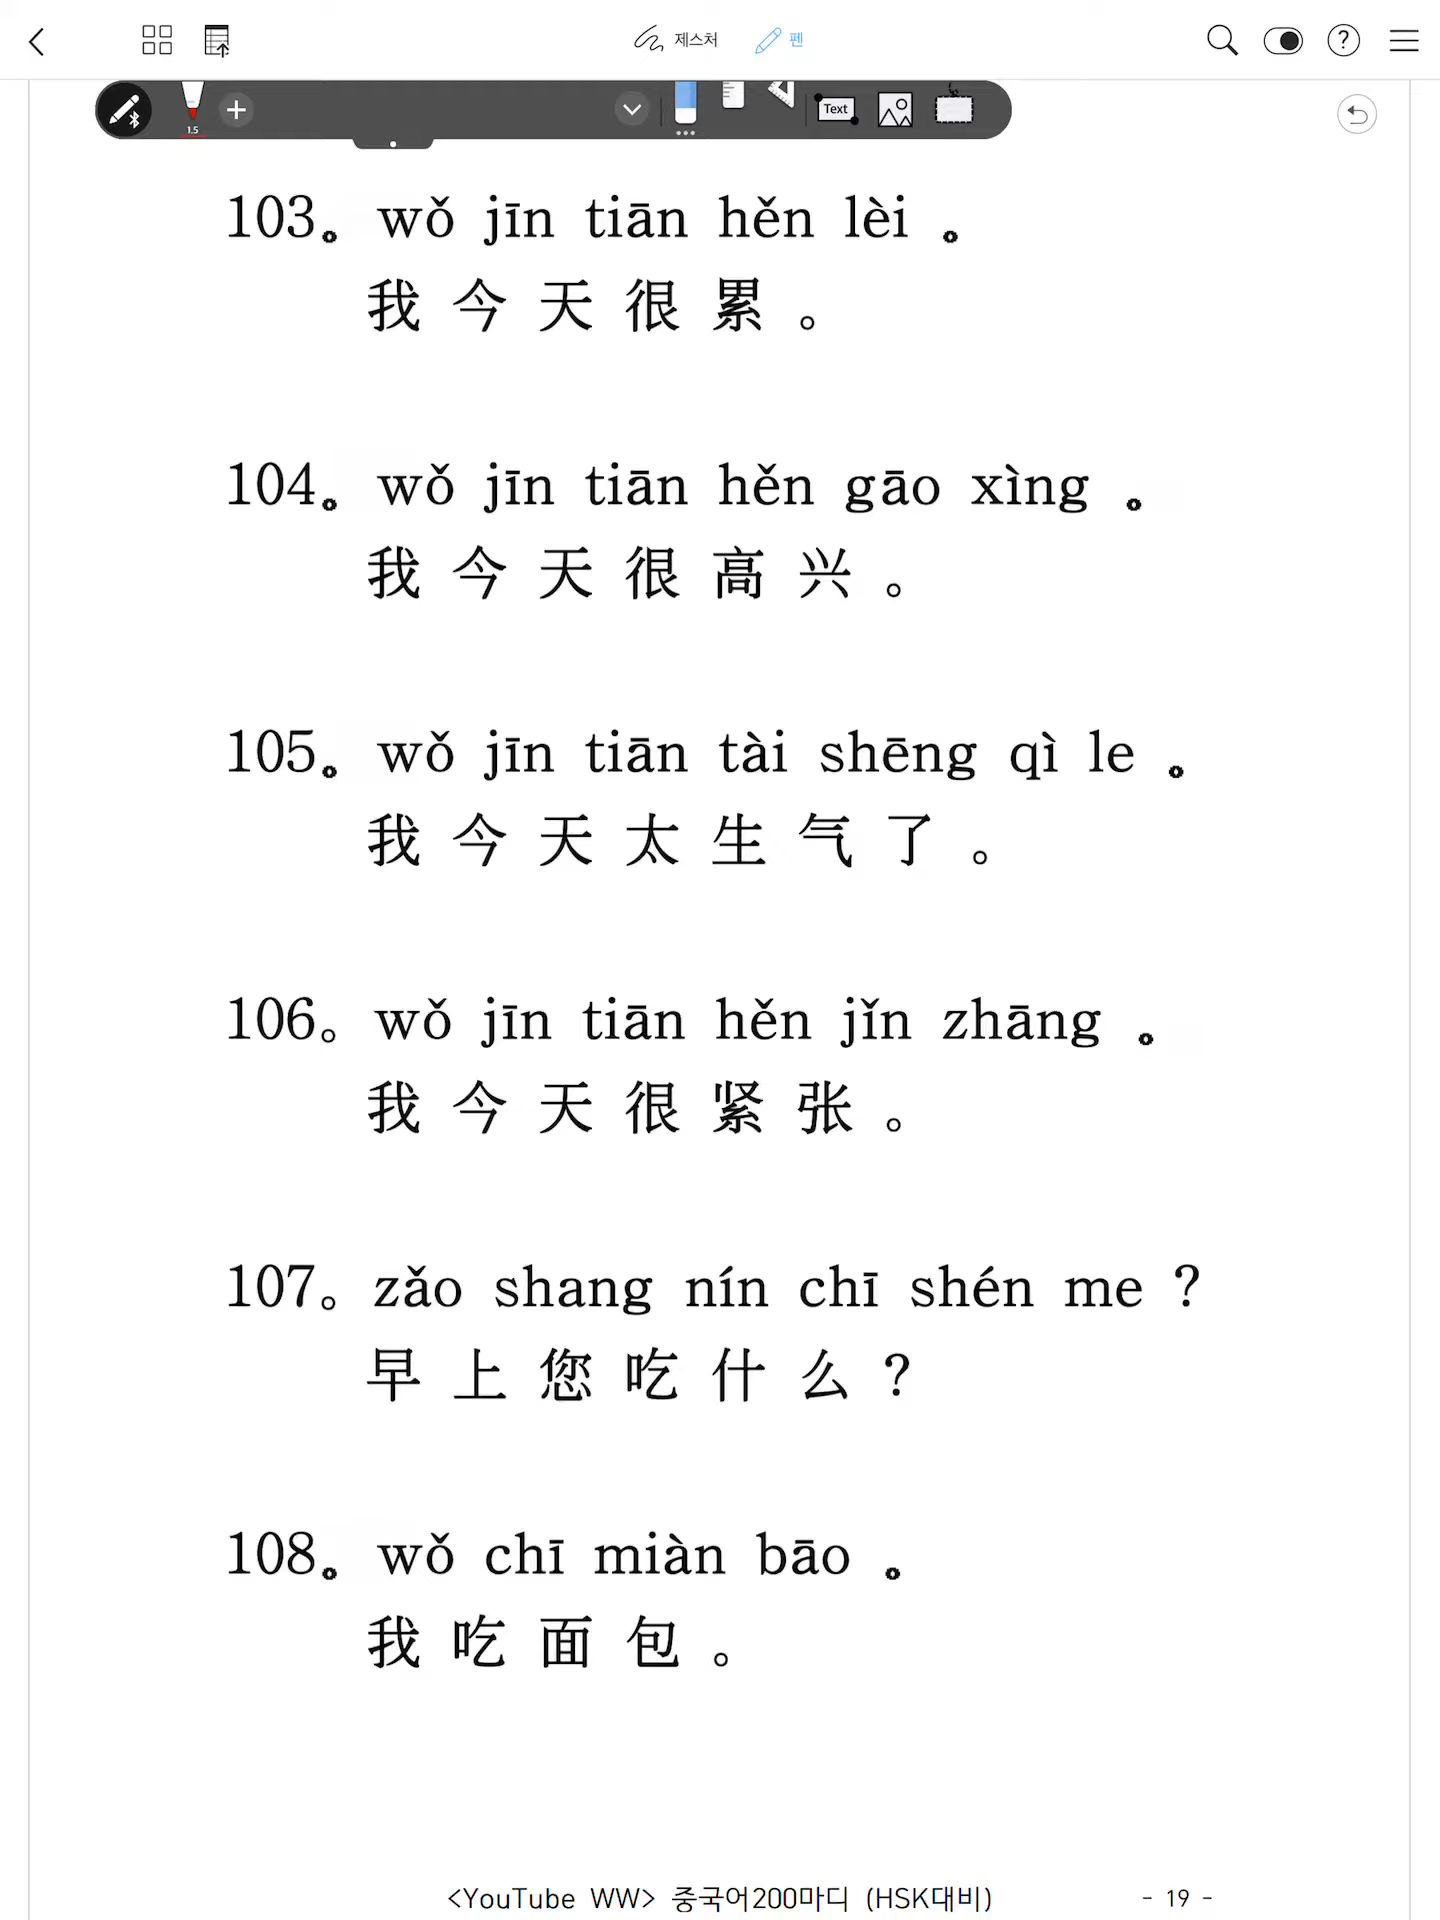 제스처 펜
1.5 Text
103。 wǒ jīn tiān hěn lèi 。
我 今 天 很 累 。
104。 wǒ jīn tiān hěn gāo xìng 。
我 今 天 很 高 兴 。
105。 wǒ jīn tiān tài shēng qì le 。
我 今 天 太 生 气 了 。
106。 wǒ jīn tiān hěn jǐn zhāng 。
我 今 天 很 紧 张 。
107。 zǎo shang nín chī shén me ?
早 上 您 吃 什 么 ?
108。 wǒ chī miàn bāo 。
我 吃 面 包 。
<YouTube WW> 중국어200마디 (HSK대비) - 19 -